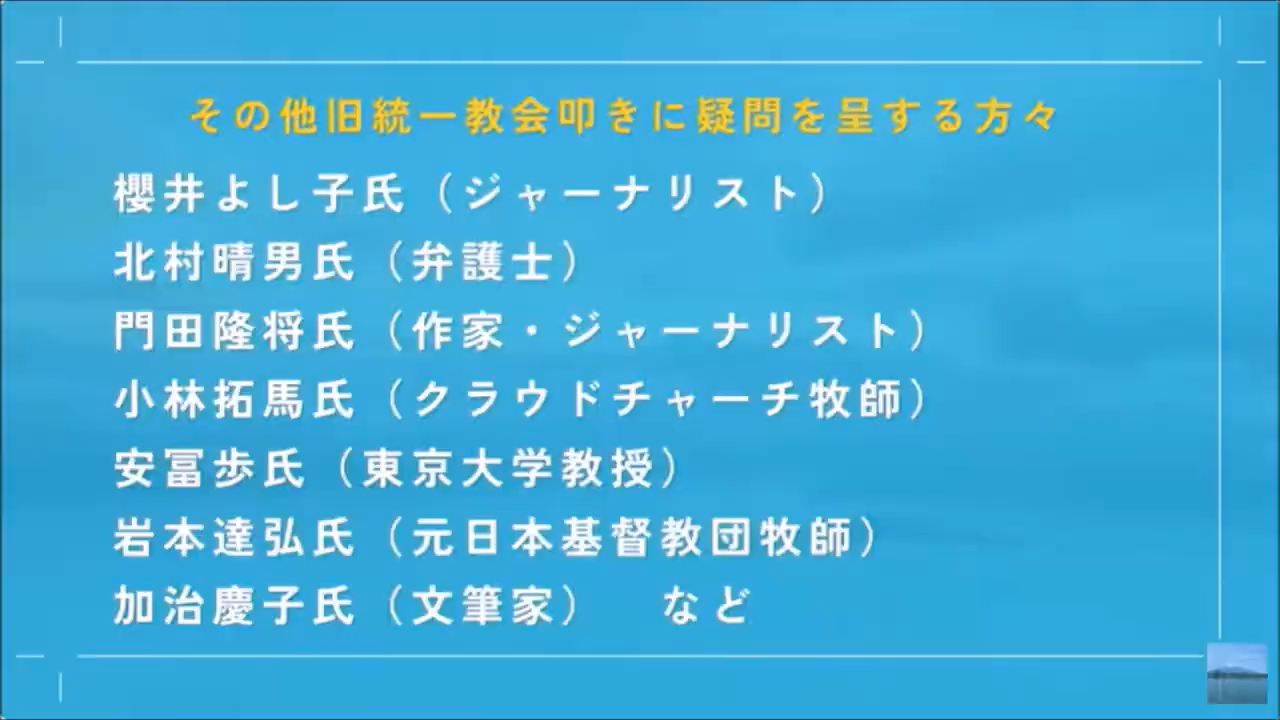 その他旧統一教会叩きに疑問を呈する方々
櫻井よし子氏（ジャーナリスト）
北村晴男氏（弁護士）
門田隆将氏（作家・ジャーナリスト）
小林拓馬氏（クラウドチャーチ牧師）
安冨歩氏（東京大学教授）
岩本達弘氏（元日本基督教団牧師）
加治慶子氏（文筆家）　など